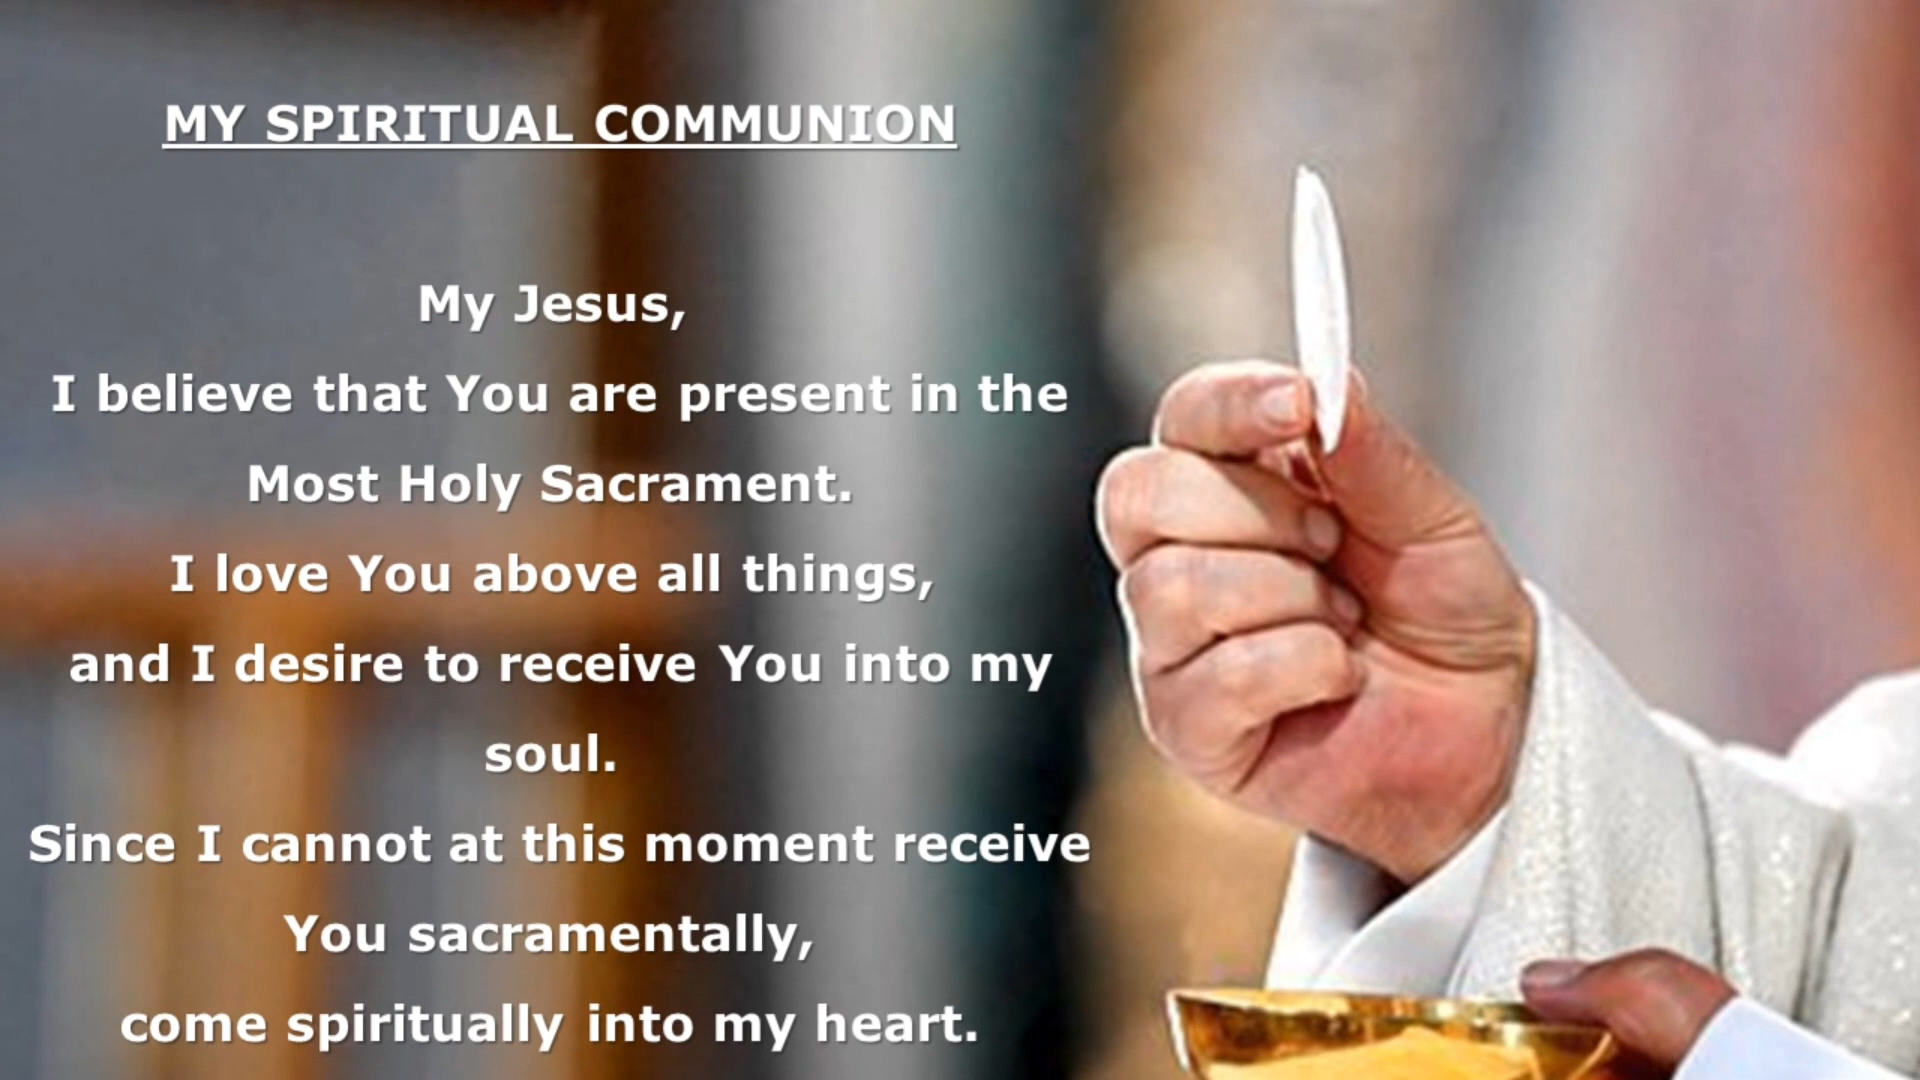 MY SPIRITUAL COMMUNION
My Jesus,
I believe that You are present in the
Most Holy Sacrament.
I love You above all things,
and I desire to receive You into my
soul.
Since I cannot at this moment receive
You sacramentally,
come spiritually into my heart.